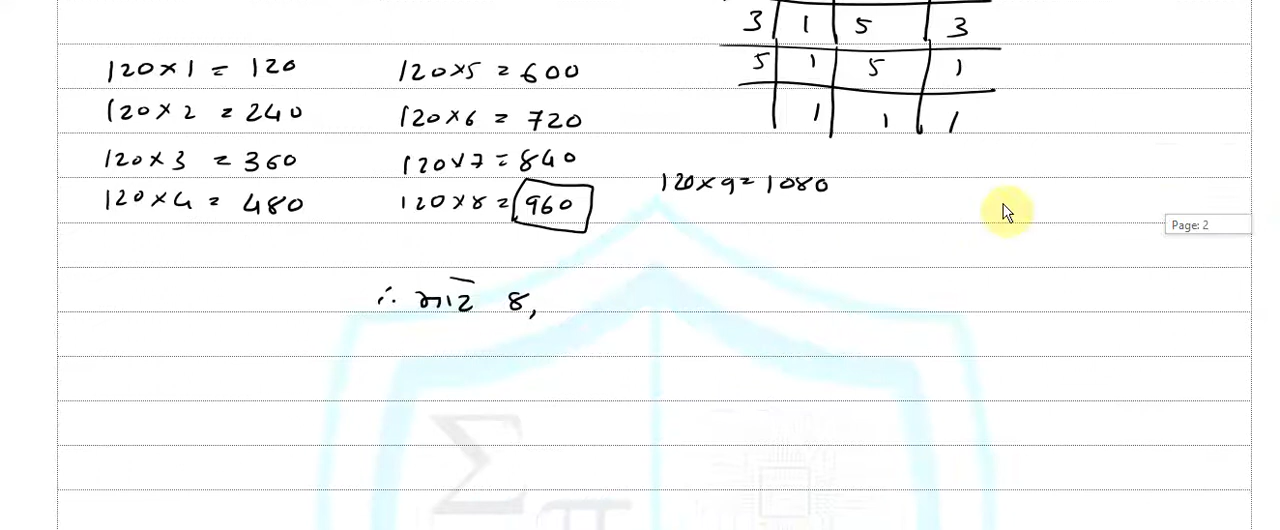 3 | 1 | 5 | 3
5 | 1 | 5 | 1
1 | 1 | 1
120×1 = 120 120×5 = 600
120×2 = 240 120×6 = 720
120×3 = 360 120×7 = 840
120×4 = 480 120×8 = 960 120×9 = 1080
Page: 2
∴ 8,
Σ
π